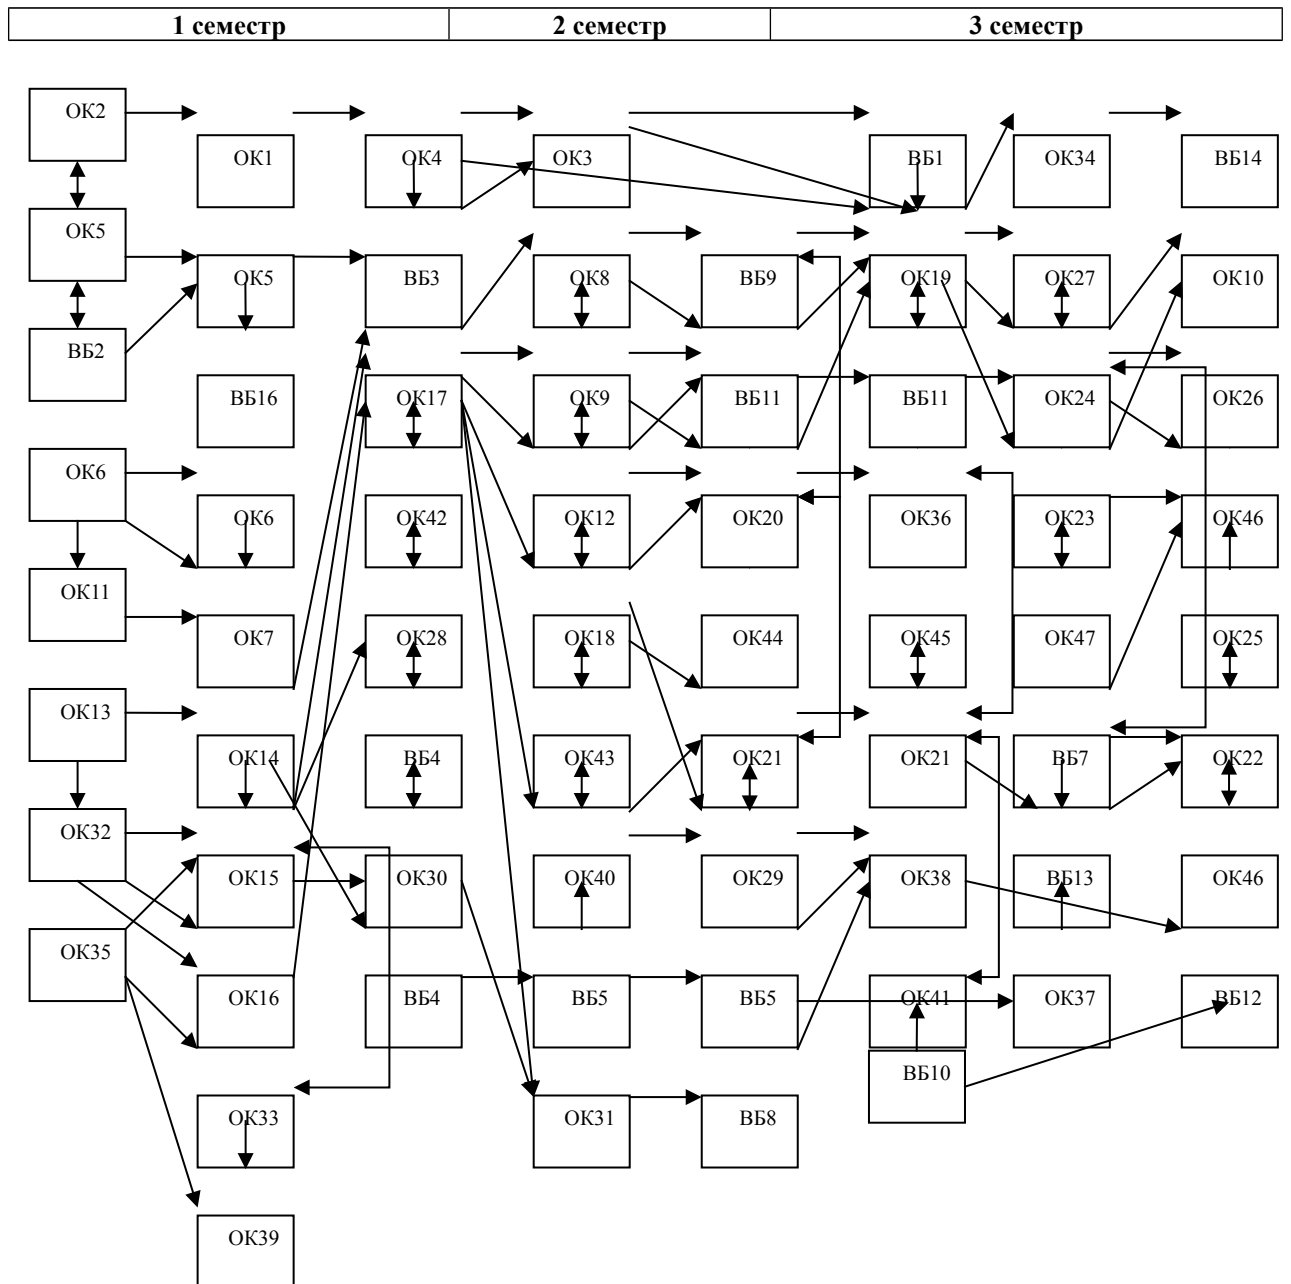 1 семестр 2 семестр 3 семестр
ОК2
ОК1 ОК4 ОК3 ВБ1 ОК34 ВБ14
ОК5
ОК5 ВБ3 ОК8 ВБ9 ОК19 ОК27 ОК10
ВБ2
ВБ16 ОК17 ОК9 ВБ11 ВБ11 ОК24 ОК26
ОК6
ОК6 ОК42 ОК12 ОК20 ОК36 ОК23 ОК46
ОК11
ОК7 ОК28 ОК18 ОК44 ОК45 ОК47 ОК25
ОК13
ОК14 ВБ4 ОК43 ОК21 ОК21 ВБ7 ОК22
ОК32
ОК15 ОК30 ОК40 ОК29 ОК38 ВБ13 ОК46
ОК35
ОК16 ВБ4 ВБ5 ВБ5 ОК41 ОК37 ВБ12
ВБ10
ОК33 ОК31 ВБ8
ОК39